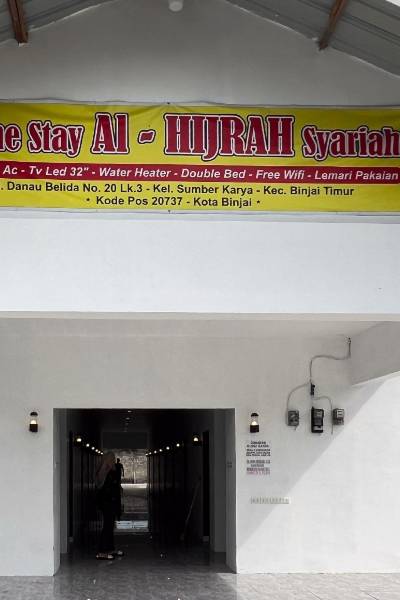 me Stay Al - HIJRAH Syariah
Ac - Tv Led 32" - Water Heater - Double Bed - Free Wifi - Lemari Pakaian
. Danau Belida No. 20 Lk.3 - Kel. Sumber Karya - Kec. Binjai Timur
* Kode Pos 20737 - Kota Binjai *